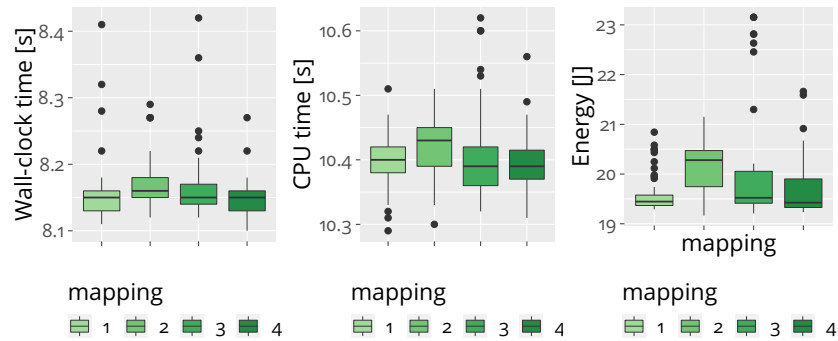 Wall-clock time [s]
8.4
8.3
8.2
8.1
mapping
1 2 3 4
CPU time [s]
10.6
10.5
10.4
10.3
mapping
1 2 3 4
Energy [J]
23
22
21
20
19
mapping
mapping
1 2 3 4